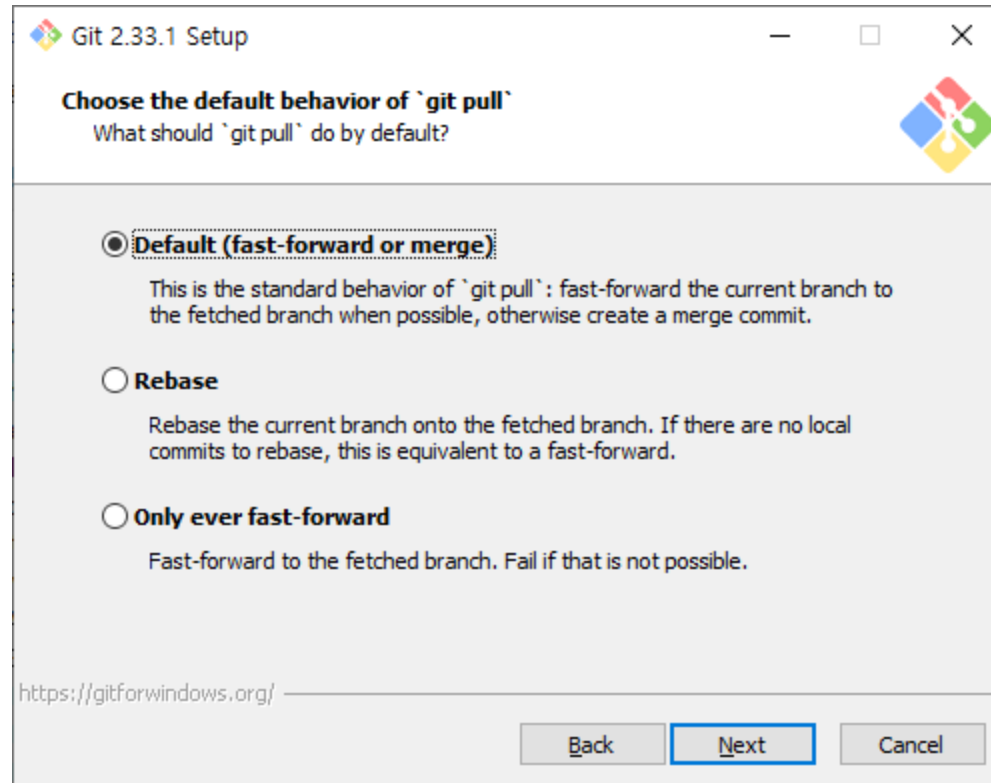 Git 2.33.1 Setup
Choose the default behavior of `git pull`
What should `git pull` do by default?
Default (fast-forward or merge)
This is the standard behavior of `git pull`: fast-forward the current branch to
the fetched branch when possible, otherwise create a merge commit.
Rebase
Rebase the current branch onto the fetched branch. If there are no local
commits to rebase, this is equivalent to a fast-forward.
Only ever fast-forward
Fast-forward to the fetched branch. Fail if that is not possible.
https://gitforwindows.org/
Back Next Cancel